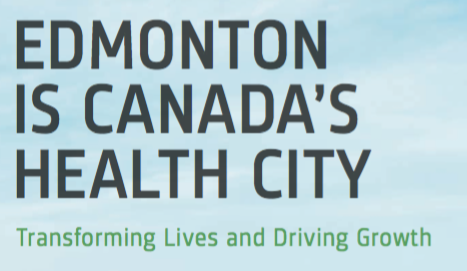 EDMONTON
IS CANADA'S
HEALTH CITY
Transforming Lives and Driving Growth